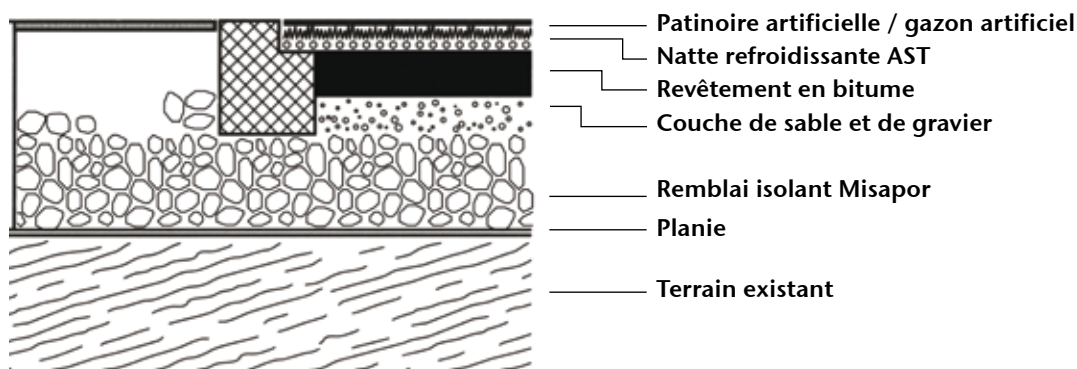 Patinoire artificielle / gazon artificiel
Natte refroidissante AST
Revêtement en bitume
Couche de sable et de gravier
Remblai isolant Misapor
Planie
Terrain existant